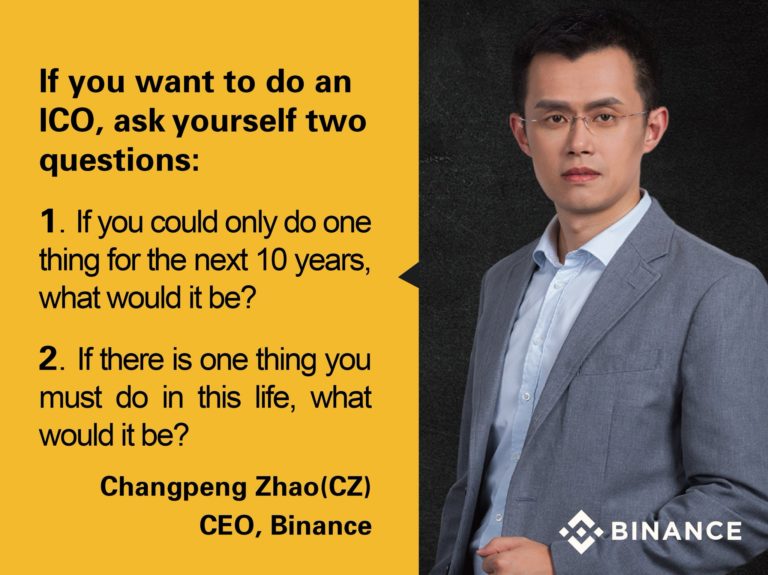 If you want to do an
ICO, ask yourself two
questions:
1. If you could only do one
thing for the next 10 years,
what would it be?
2. If there is one thing you
must do in this life, what
would it be?
Changpeng Zhao(CZ)
CEO, Binance
BINANCE